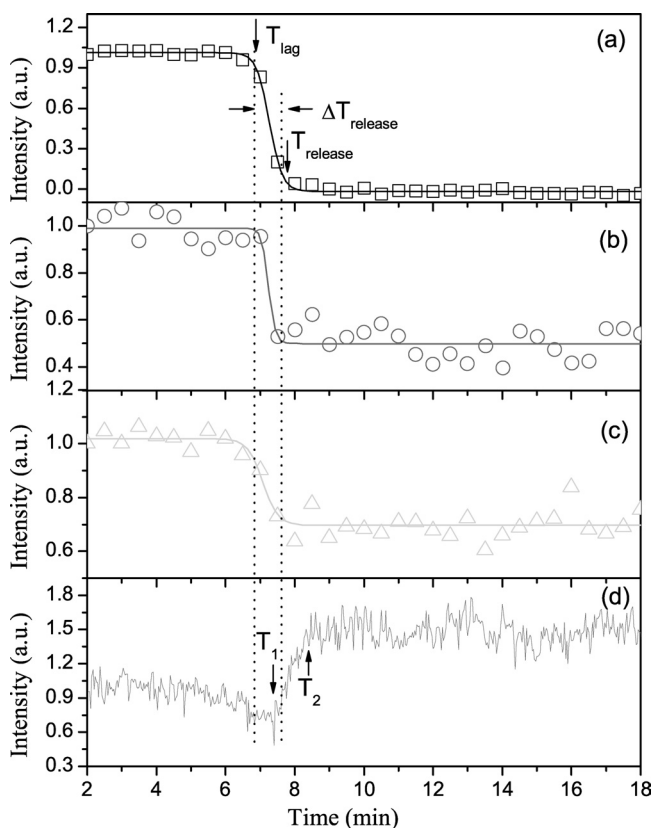 1.2
(a)
T_lag
0.9
0.6
ΔT_release
0.3
T_release
0.0
Intensity (a.u.)
(b)
1.0
0.8
0.6
0.4
Intensity (a.u.)
1.2
(c)
1.0
0.8
0.6
Intensity (a.u.)
1.8
(d)
1.5
T_1
1.2
0.9
T_2
0.6
0.3
Intensity (a.u.)
2 4 6 8 10 12 14 16 18
Time (min)